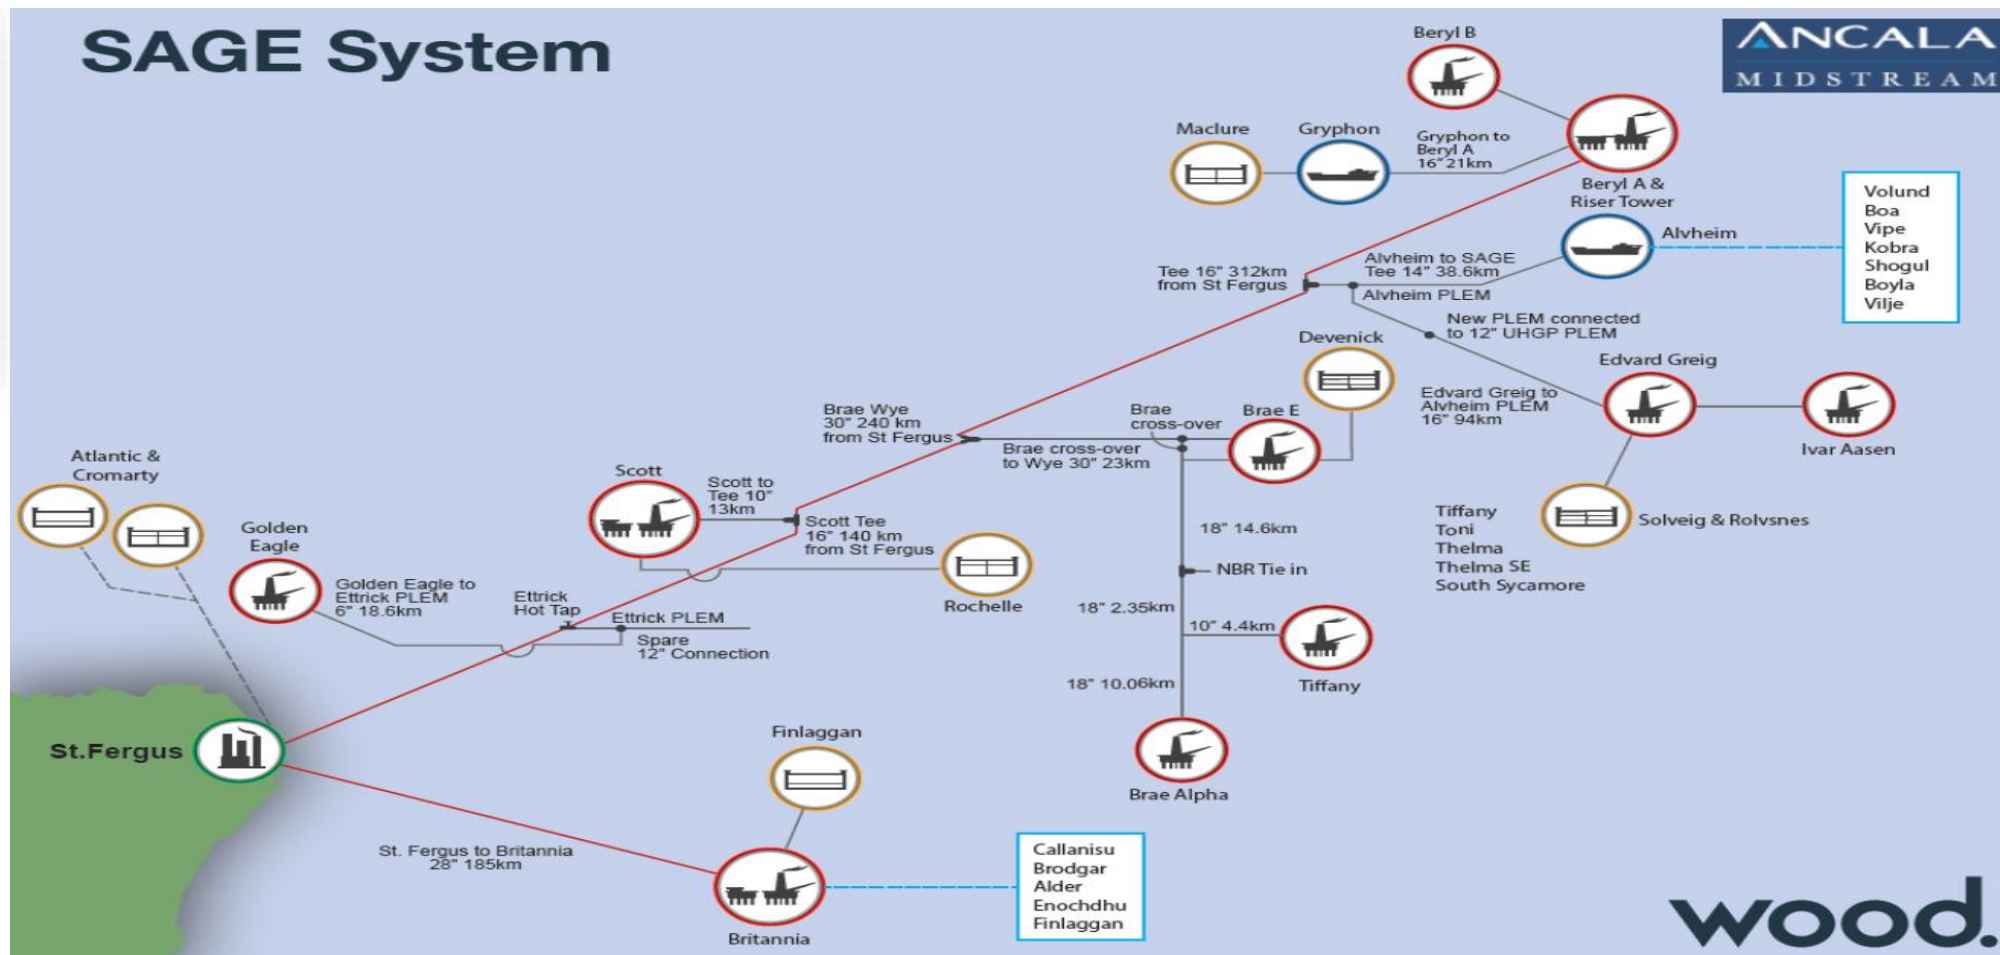 SAGE System
ANCALA
MIDSTREAM
Beryl B
Maclure
Gryphon
Gryphon to
Beryl A
16" 21km
Beryl A &
Riser Tower
Alvheim
Volund
Boa
Vipe
Kobra
Shogul
Boyla
Vilje
Tee 16" 312km
from St Fergus
Alvheim to SAGE
Tee 14" 38.6km
Alvheim PLEM
New PLEM connected
to 12" UHGP PLEM
Devenick
Edvard Greig
Edvard Greig to
Alvheim PLEM
16" 94km
Ivar Aasen
Brae Wye
30" 240 km
from St Fergus
Brae
cross-over
Brae E
Brae cross-over
to Wye 30" 23km
Atlantic &
Cromarty
Scott
Scott to
Tee 10"
13km
Scott Tee
16" 140 km
from St Fergus
Golden
Eagle
18" 14.6km
Tiffany
Toni
Thelma
Thelma SE
South Sycamore
Solveig & Rolvsnes
Golden Eagle to
Ettrick PLEM
6" 18.6km
Ettrick
Hot Tap
Ettrick PLEM
Spare
12" Connection
Rochelle
NBR Tie in
18" 2.35km
10" 4.4km
Tiffany
18" 10.06km
Brae Alpha
St.Fergus
Finlaggan
St. Fergus to Britannia
28" 185km
Britannia
Callanisu
Brodgar
Alder
Enochdhu
Finlaggan
wood.